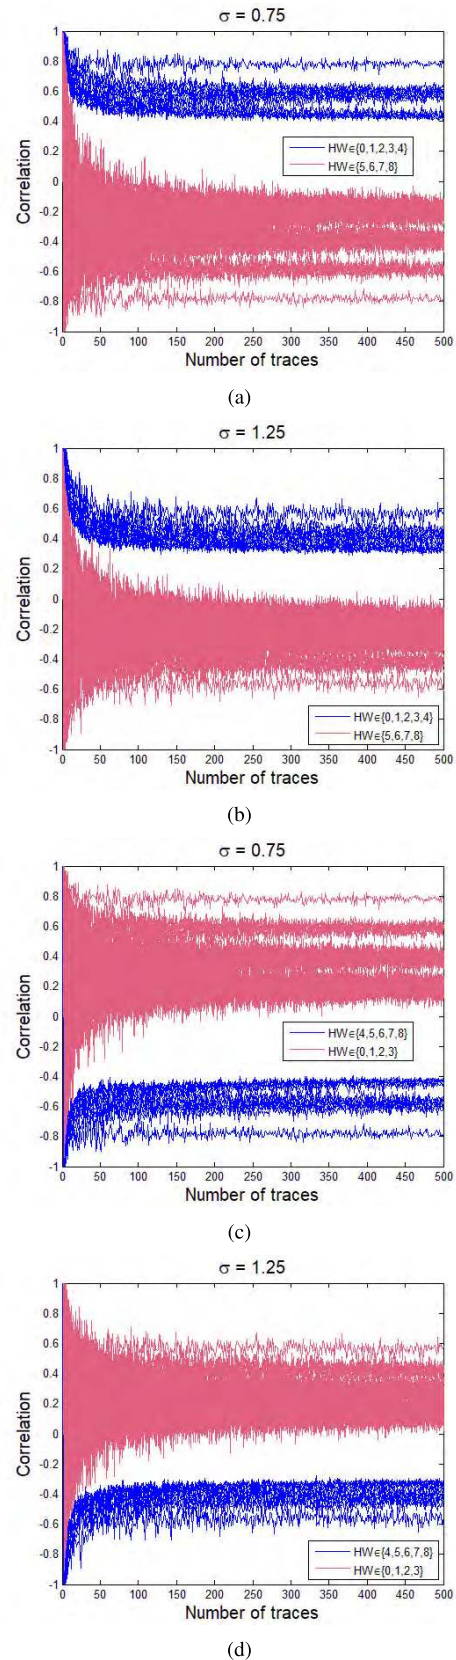 σ = 0.75
1
0.8
0.6
0.4
0.2
0
-0.2
-0.4
-0.6
-0.8
-1
Correlation
HW∈{0,1,2,3,4}
HW∈{5,6,7,8}
0 50 100 150 200 250 300 350 400 450 500
Number of traces
(a)
σ = 1.25
1
0.8
0.6
0.4
0.2
0
-0.2
-0.4
-0.6
-0.8
-1
Correlation
HW∈{0,1,2,3,4}
HW∈{5,6,7,8}
0 50 100 150 200 250 300 350 400 450 500
Number of traces
(b)
σ = 0.75
1
0.8
0.6
0.4
0.2
0
-0.2
-0.4
-0.6
-0.8
-1
Correlation
HW∈{4,5,6,7,8}
HW∈{0,1,2,3}
0 50 100 150 200 250 300 350 400 450 500
Number of traces
(c)
σ = 1.25
1
0.8
0.6
0.4
0.2
0
-0.2
-0.4
-0.6
-0.8
-1
Correlation
HW∈{4,5,6,7,8}
HW∈{0,1,2,3}
0 50 100 150 200 250 300 350 400 450 500
Number of traces
(d)